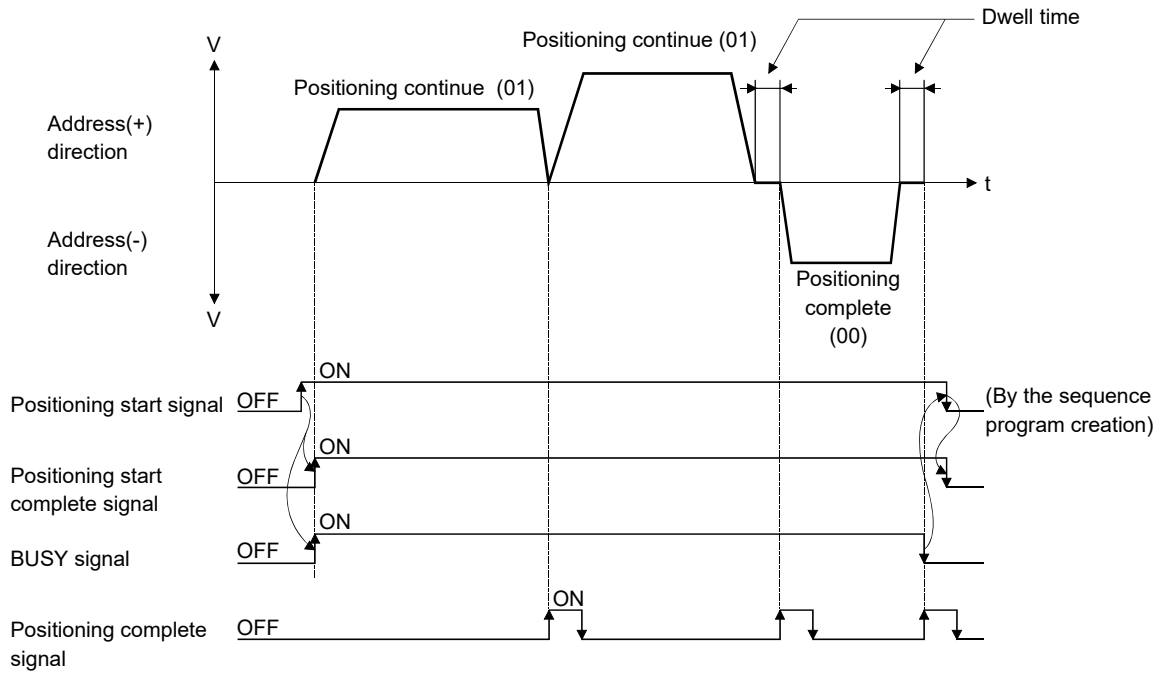 Dwell time
V
Positioning continue (01)
Positioning continue (01)
Address(+)
direction
t
Address(-)
direction
Positioning
complete
(00)
V
ON
Positioning start signal OFF
(By the sequence
program creation)
ON
Positioning start
complete signal
OFF
ON
BUSY signal
OFF
ON
Positioning complete
signal
OFF